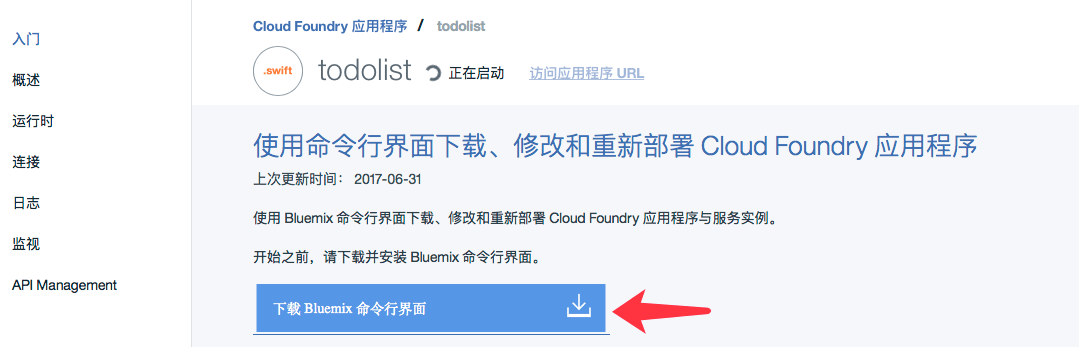 入门
概述
运行时
连接
日志
监视
API Management
Cloud Foundry 应用程序 / todolist
.swift todolist 正在启动 访问应用程序 URL
使用命令行界面下载、修改和重新部署 Cloud Foundry 应用程序
上次更新时间： 2017-06-31
使用 Bluemix 命令行界面下载、修改和重新部署 Cloud Foundry 应用程序与服务实例。
开始之前，请下载并安装 Bluemix 命令行界面。
下载 Bluemix 命令行界面